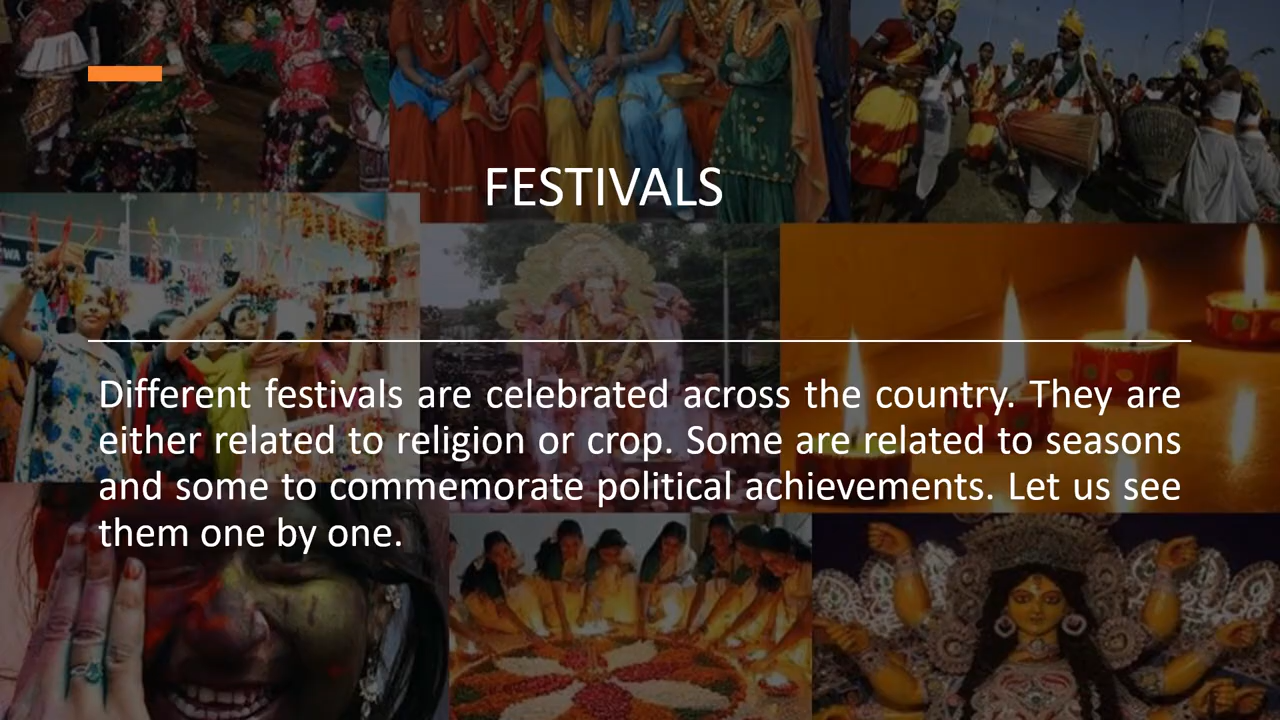 FESTIVALS
Different festivals are celebrated across the country. They are
either related to religion or crop. Some are related to seasons
and some to commemorate political achievements. Let us see
them one by one.